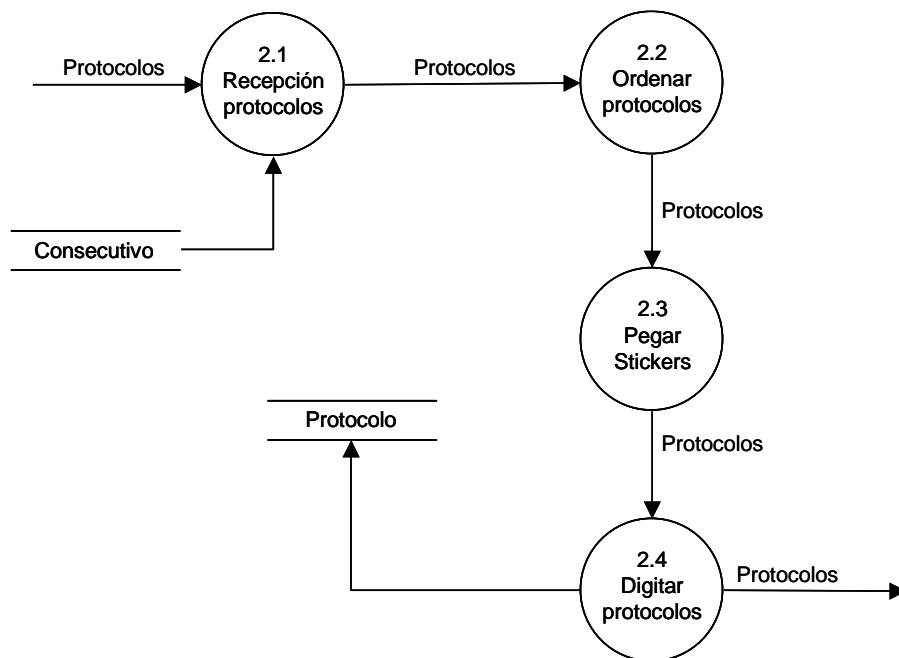 Protocolos
2.1
Recepción
protocolos
Protocolos
2.2
Ordenar
protocolos
Protocolos
Consecutivo
2.3
Pegar
Stickers
Protocolo
Protocolos
2.4
Digitar
protocolos
Protocolos